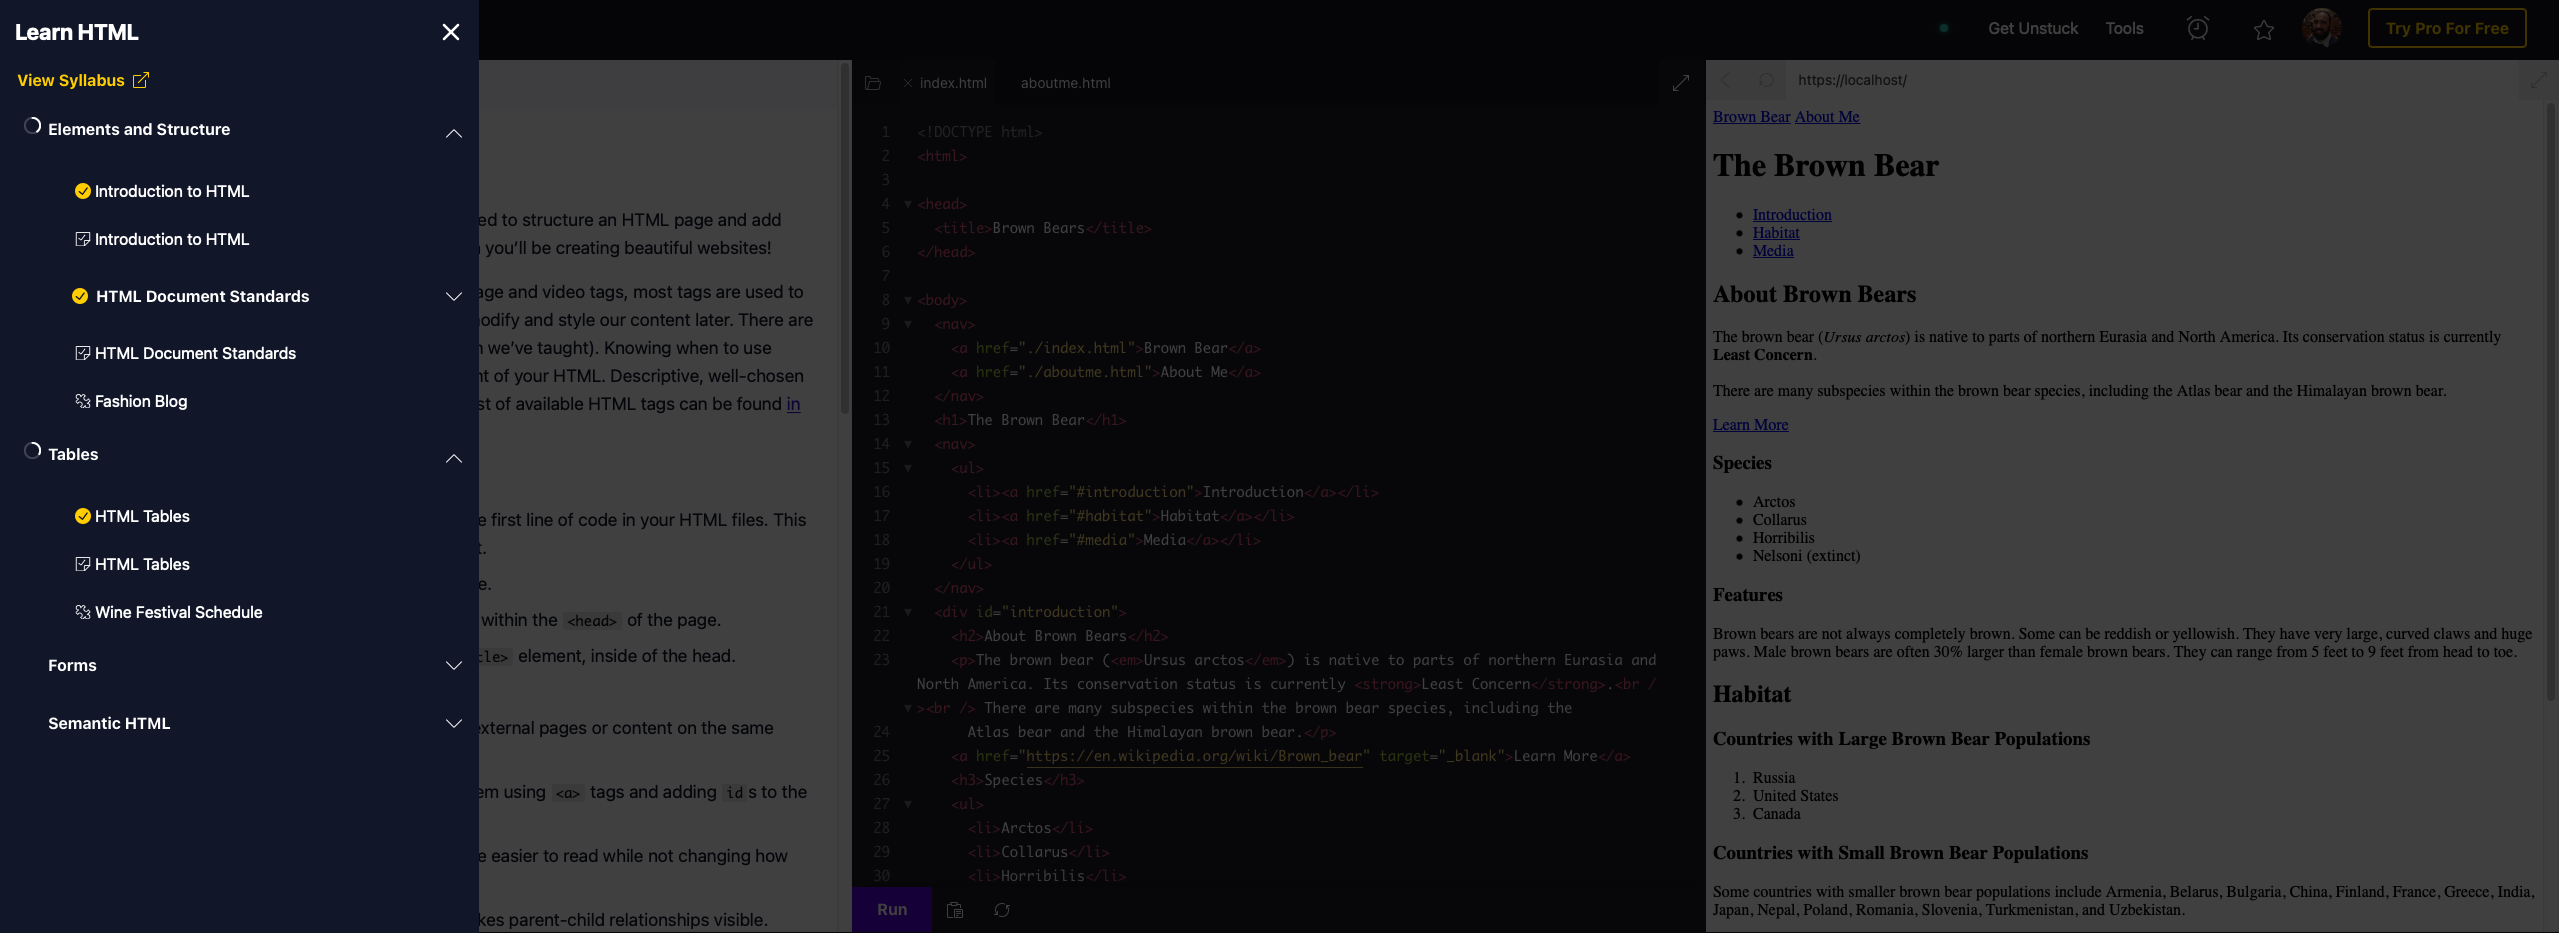 Learn HTML
View Syllabus
Elements and Structure
Introduction to HTML
Introduction to HTML
HTML Document Standards
HTML Document Standards
Fashion Blog
Tables
HTML Tables
HTML Tables
Wine Festival Schedule
Forms
Semantic HTML
Get Unstuck Tools Try Pro For Free
ed to structure an HTML page and add
you'll be creating beautiful websites!
age and video tags, most tags are used to
odify and style our content later. There are
we've taught). Knowing when to use
nt of your HTML. Descriptive, well-chosen
st of available HTML tags can be found in
e first line of code in your HTML files. This
t.
e.
within the <head> of the page.
tle> element, inside of the head.
external pages or content on the same
em using <a> tags and adding ids to the
e easier to read while not changing how
kes parent-child relationships visible.
index.html aboutme.html
1 <!DOCTYPE html>
2 <html>
3
4 <head>
5 <title>Brown Bears</title>
6 </head>
7
8 <body>
9 <nav>
10 <a href="./index.html">Brown Bear</a>
11 <a href="./aboutme.html">About Me</a>
12 </nav>
13 <h1>The Brown Bear</h1>
14 <nav>
15 <ul>
16 <li><a href="#introduction">Introduction</a></li>
17 <li><a href="#habitat">Habitat</a></li>
18 <li><a href="#media">Media</a></li>
19 </ul>
20 </nav>
21 <div id="introduction">
22 <h2>About Brown Bears</h2>
23 <p>The brown bear (<em>Ursus arctos</em>) is native to parts of northern Eurasia and
North America. Its conservation status is currently <strong>Least Concern</strong>.<br /
><br /> There are many subspecies within the brown bear species, including the
24 Atlas bear and the Himalayan brown bear.</p>
25 <a href="https://en.wikipedia.org/wiki/Brown_bear" target="_blank">Learn More</a>
26 <h3>Species</h3>
27 <ul>
28 <li>Arctos</li>
29 <li>Collarus</li>
30 <li>Horribilis</li>
Run
https://localhost/
Brown Bear About Me
The Brown Bear
Introduction
Habitat
Media
About Brown Bears
The brown bear (Ursus arctos) is native to parts of northern Eurasia and North America. Its conservation status is currently
Least Concern.
There are many subspecies within the brown bear species, including the Atlas bear and the Himalayan brown bear.
Learn More
Species
Arctos
Collarus
Horribilis
Nelsoni (extinct)
Features
Brown bears are not always completely brown. Some can be reddish or yellowish. They have very large, curved claws and huge
paws. Male brown bears are often 30% larger than female brown bears. They can range from 5 feet to 9 feet from head to toe.
Habitat
Countries with Large Brown Bear Populations
1. Russia
2. United States
3. Canada
Countries with Small Brown Bear Populations
Some countries with smaller brown bear populations include Armenia, Belarus, Bulgaria, China, Finland, France, Greece, India,
Japan, Nepal, Poland, Romania, Slovenia, Turkmenistan, and Uzbekistan.